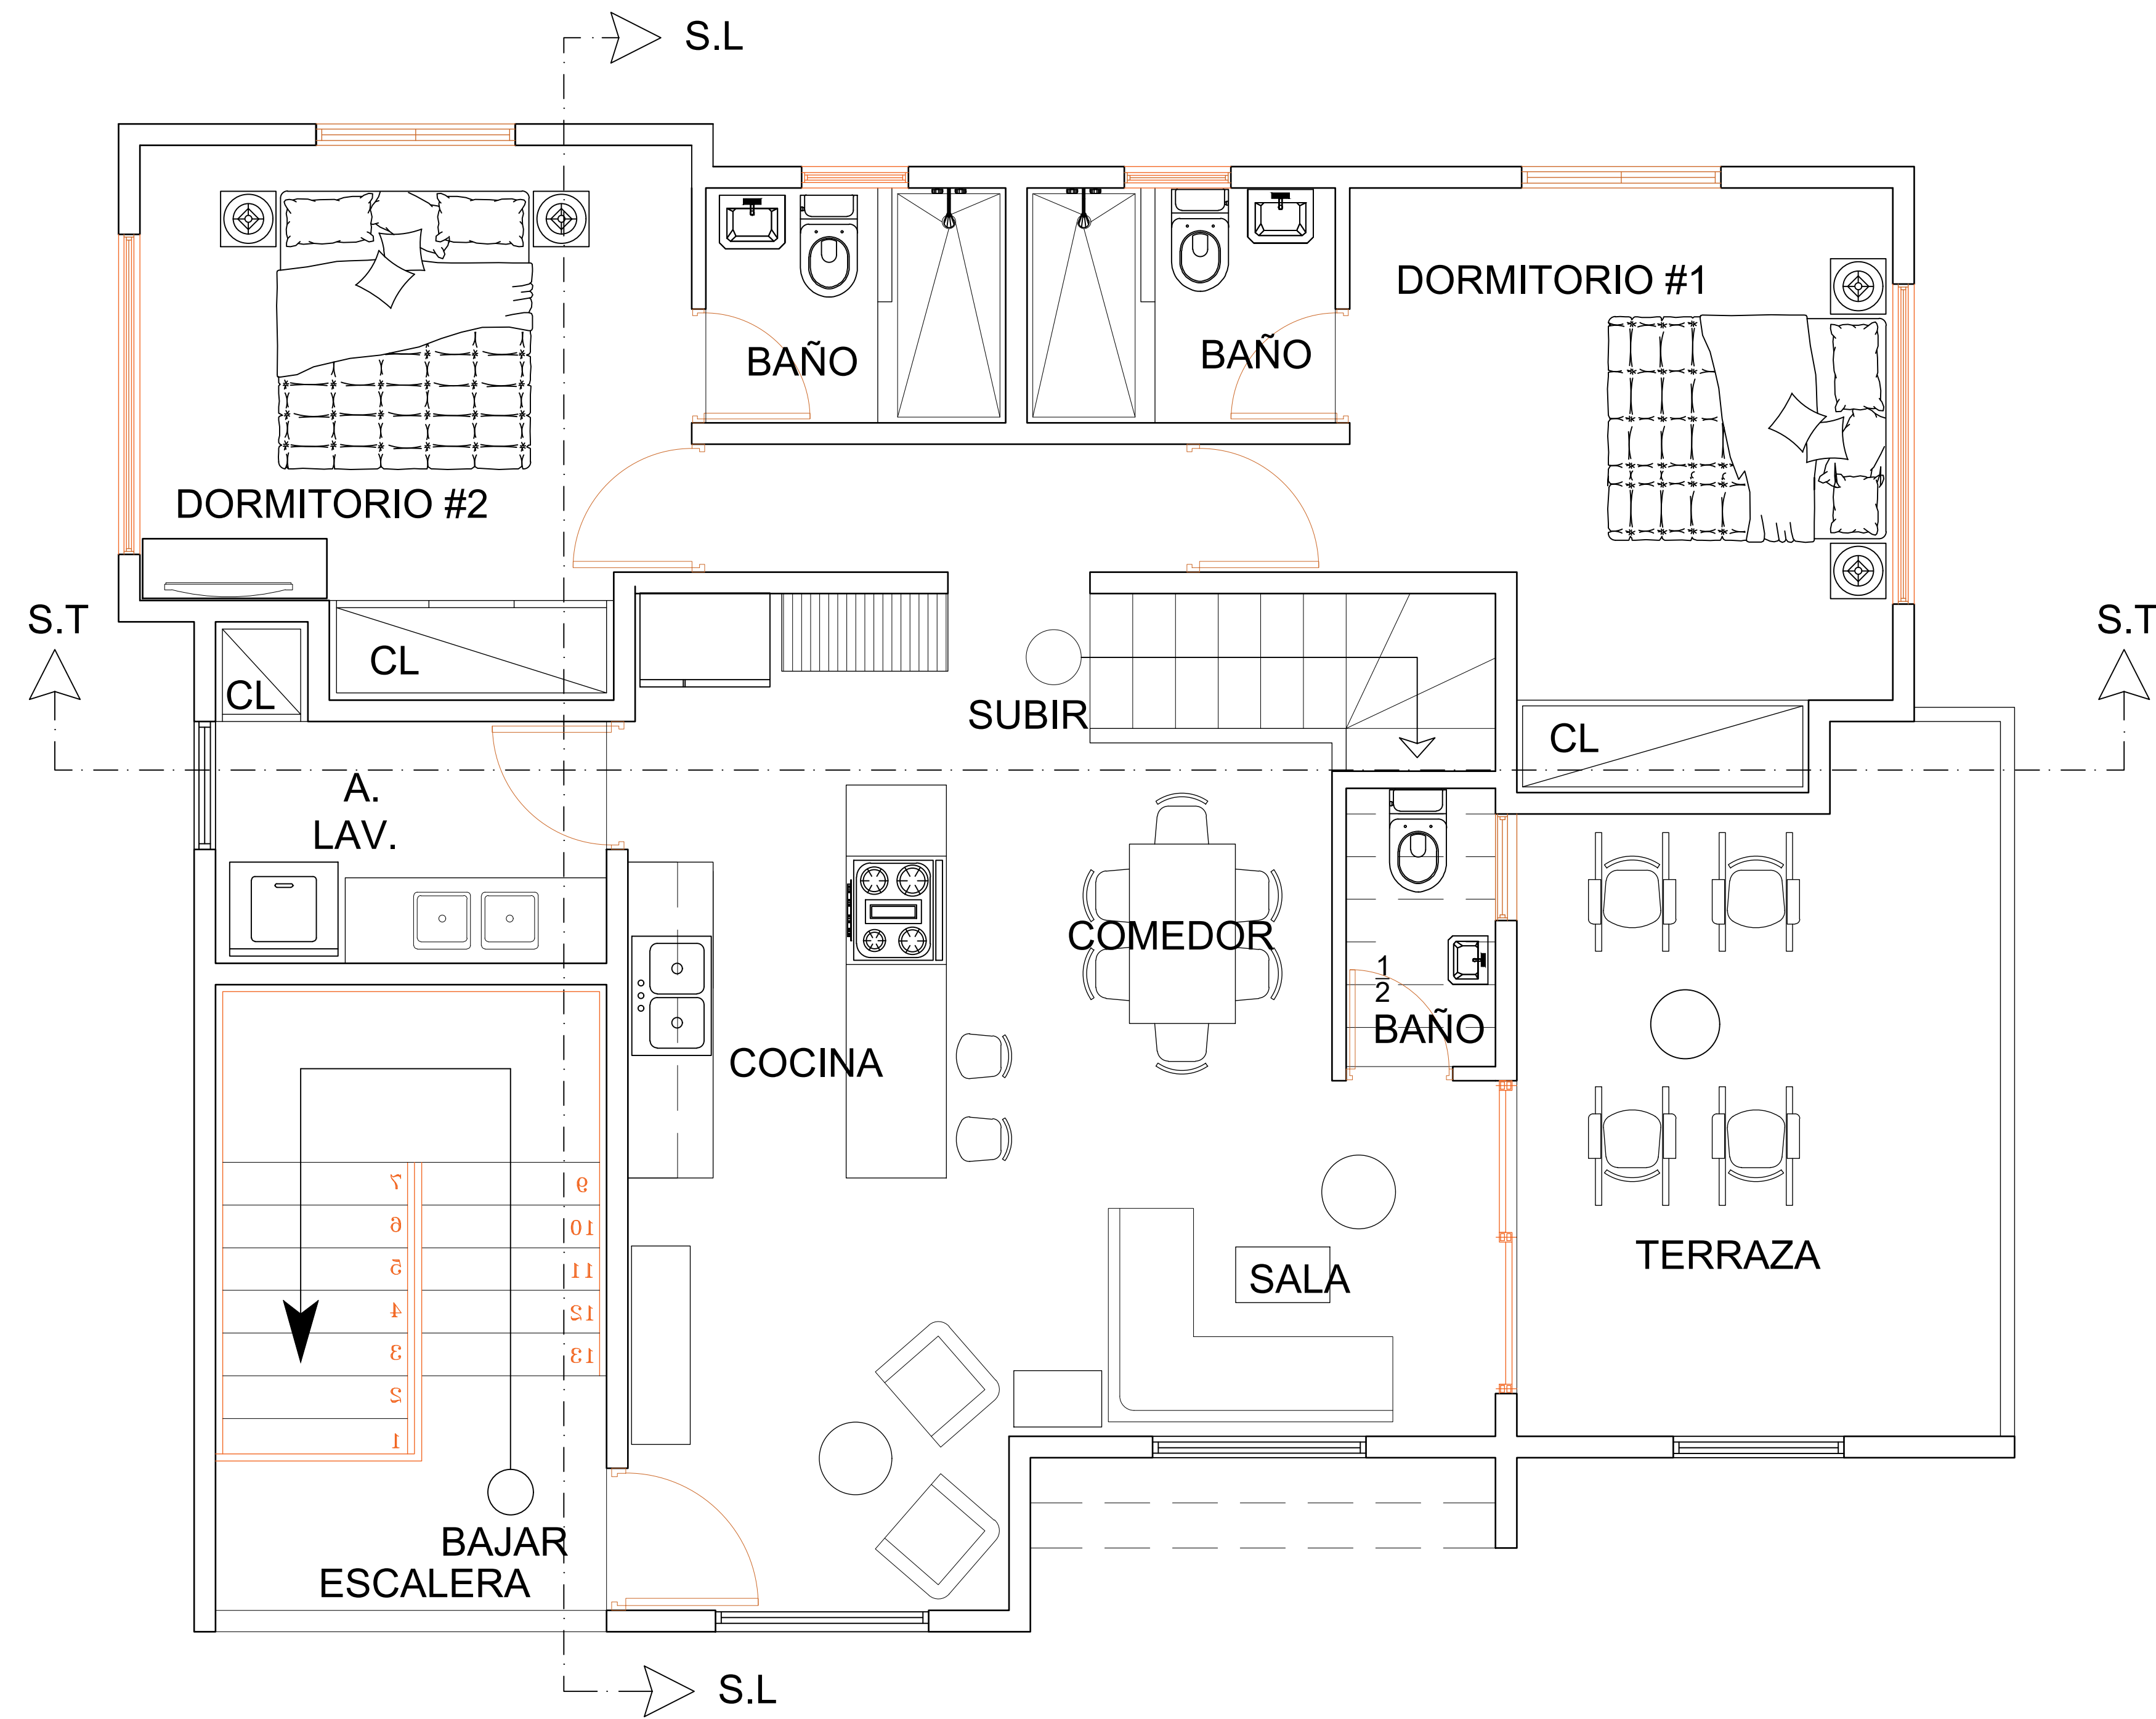 S.L
DORMITORIO #1
BAÑO
BAÑO
DORMITORIO #2
S.T
S.T
CL
CL
SUBIR
CL
A.
LAV.
COMEDOR
1
2
BAÑO
COCINA
7
6
5
4
3
2
1
9
10
11
12
13
TERRAZA
SALA
BAJAR
ESCALERA
S.L